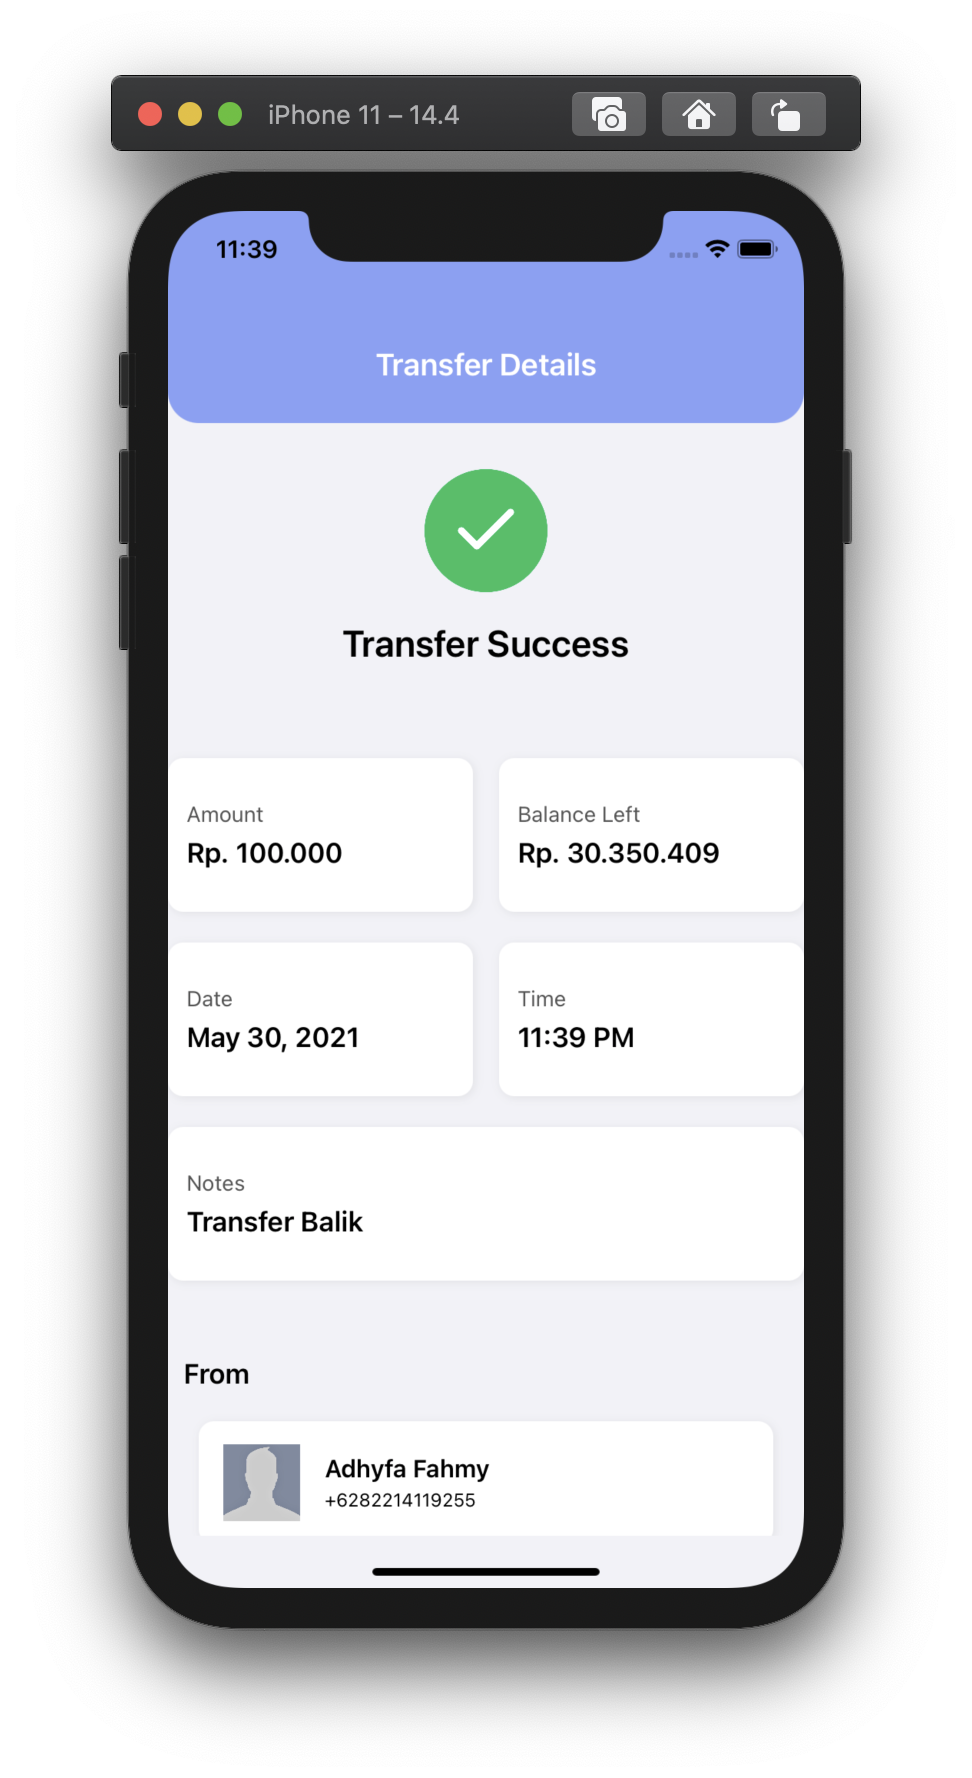 iPhone 11 – 14.4
11:39
Transfer Details
Transfer Success
Amount
Rp. 100.000
Balance Left
Rp. 30.350.409
Date
May 30, 2021
Time
11:39 PM
Notes
Transfer Balik
From
Adhyfa Fahmy
+6282214119255